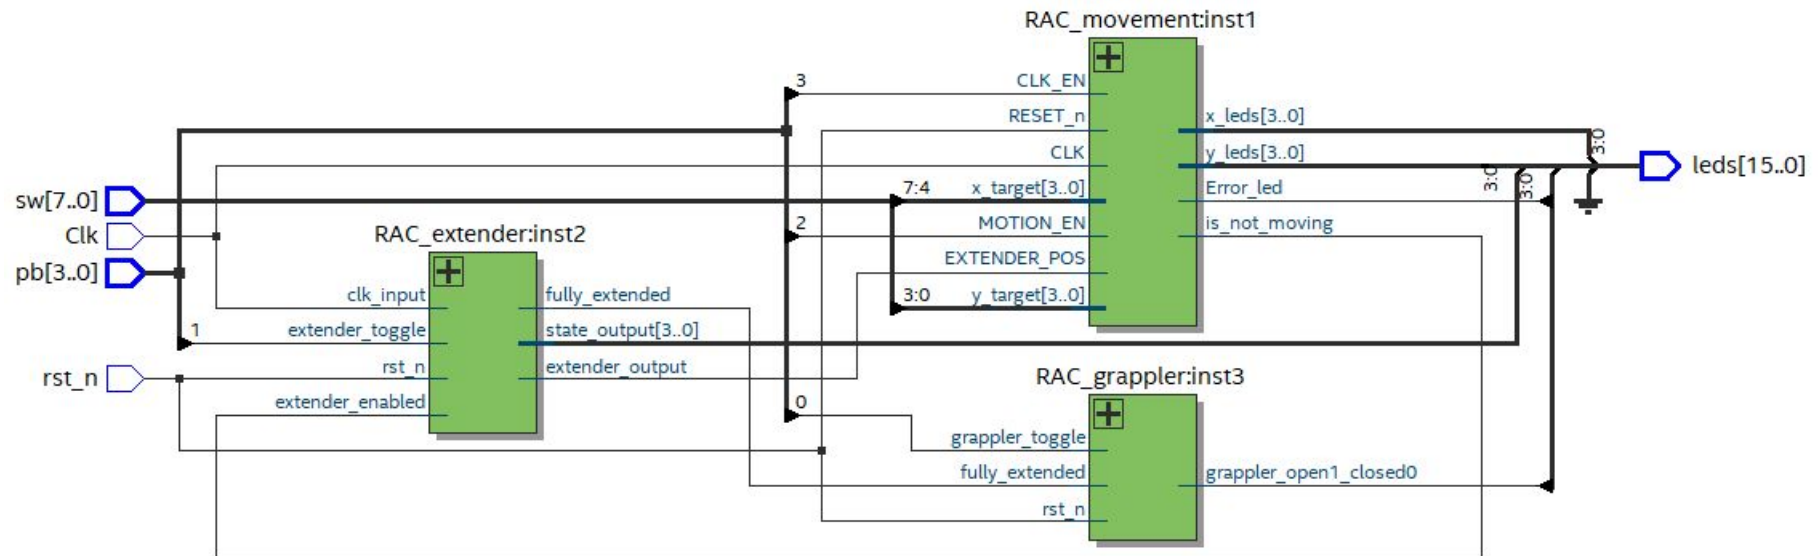 RAC_movement:inst1
3
CLK_EN
RESET_n
x_leds[3..0]
3:0
CLK
y_leds[3..0]
leds[15..0]
sw[7..0]
7:4
x_target[3..0]
Error_led
3:0
3:0
Clk
RAC_extender:inst2
2
MOTION_EN
is_not_moving
pb[3..0]
EXTENDER_POS
clk_input
fully_extended
3:0
y_target[3..0]
1
extender_toggle
state_output[3..0]
rst_n
rst_n
extender_output
RAC_grappler:inst3
extender_enabled
0
grappler_toggle
fully_extended
grappler_open1_closed0
rst_n